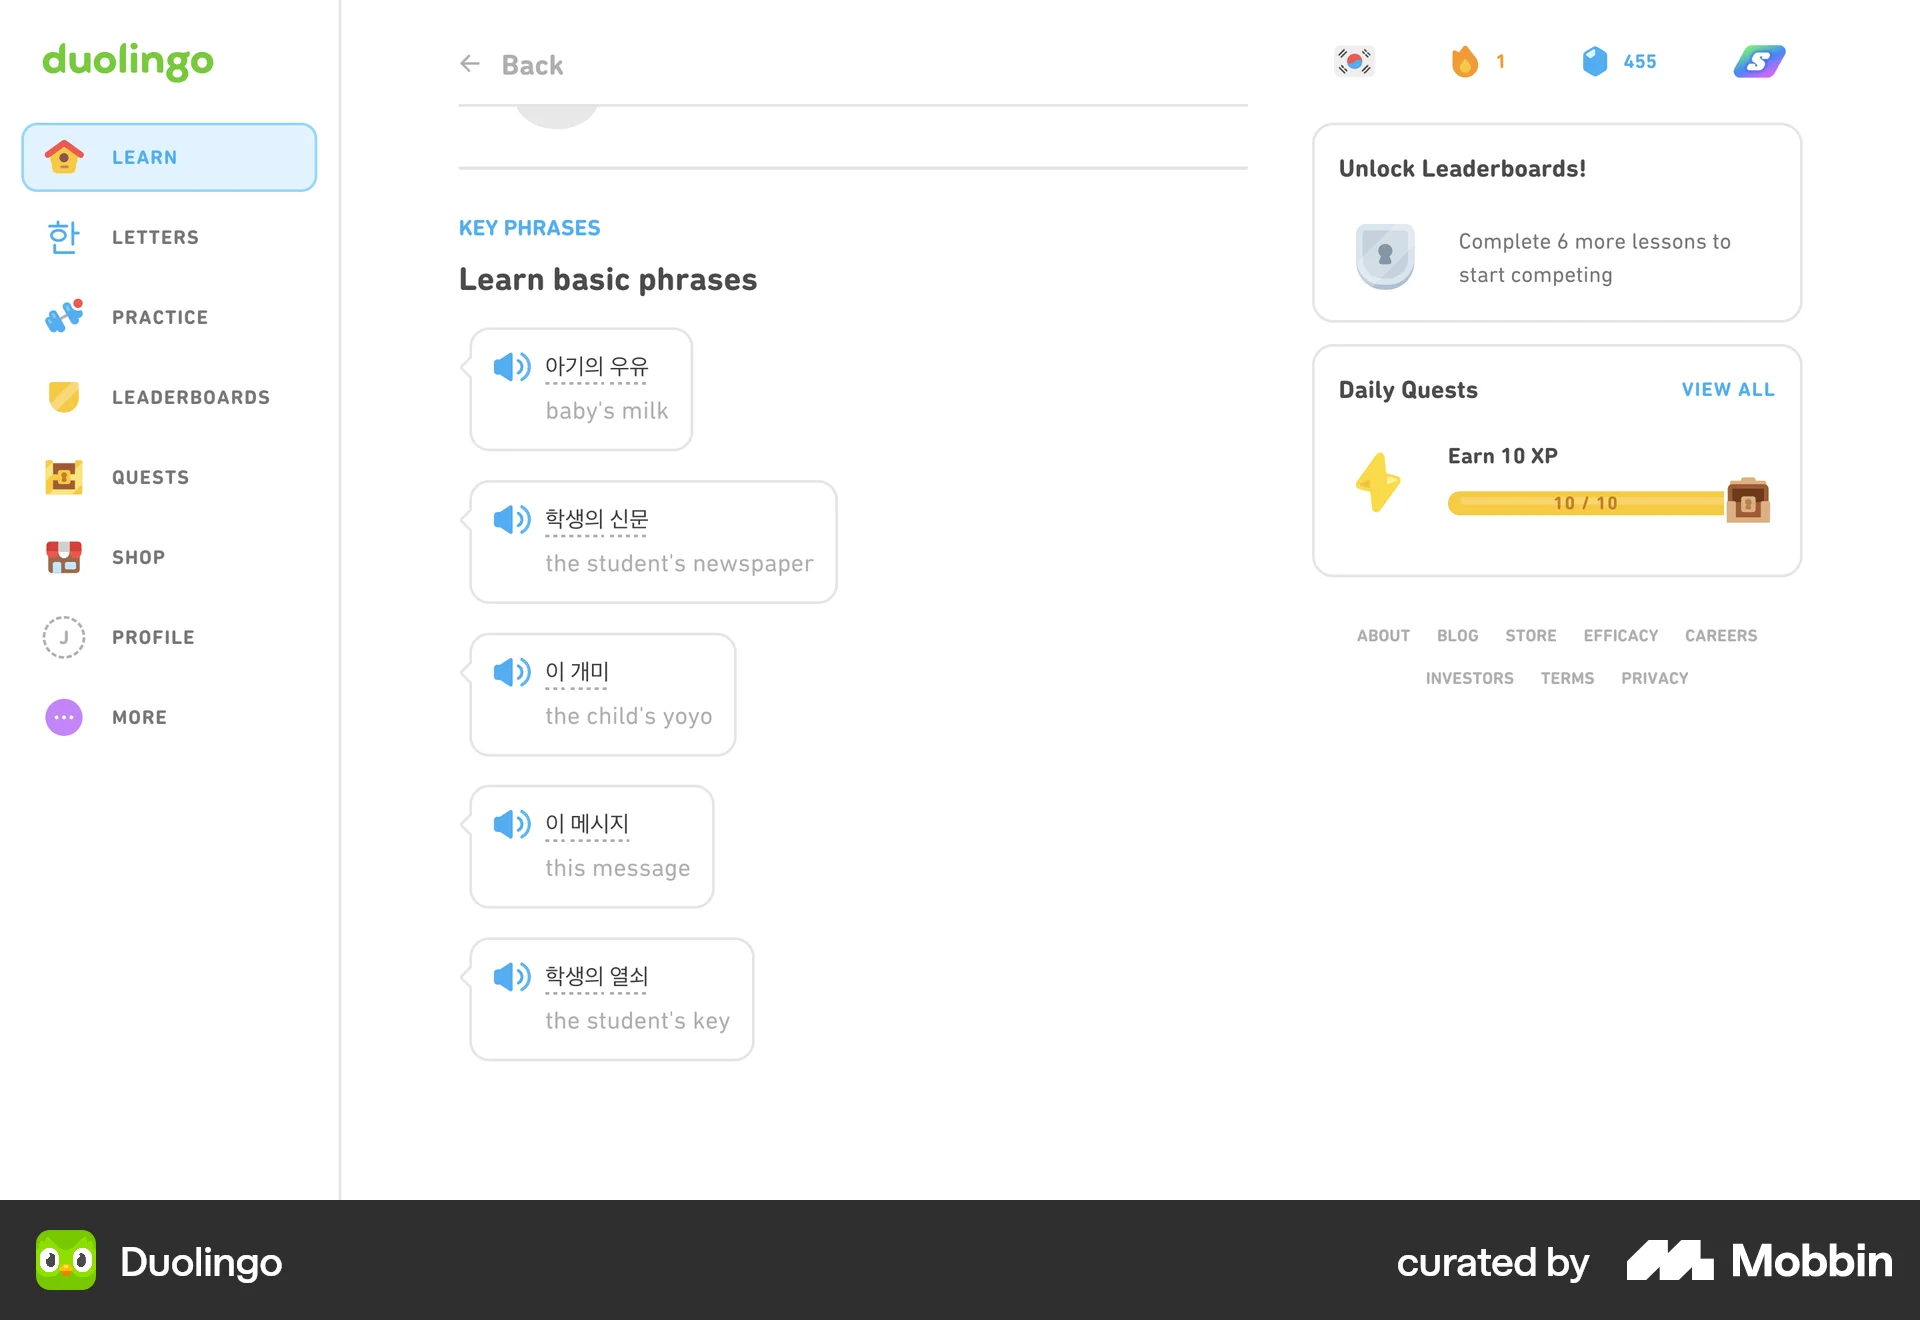 duolingo
LEARN
한 LETTERS
PRACTICE
LEADERBOARDS
QUESTS
SHOP
J PROFILE
MORE
Back
KEY PHRASES
Learn basic phrases
아기의 우유
baby's milk
학생의 신문
the student's newspaper
이 개미
the child's yoyo
이 메시지
this message
학생의 열쇠
the student's key
1
455
S
Unlock Leaderboards!
Complete 6 more lessons to
start competing
Daily Quests
VIEW ALL
Earn 10 XP
10 / 10
ABOUT BLOG STORE EFFICACY CAREERS
INVESTORS TERMS PRIVACY
Duolingo
curated by Mobbin